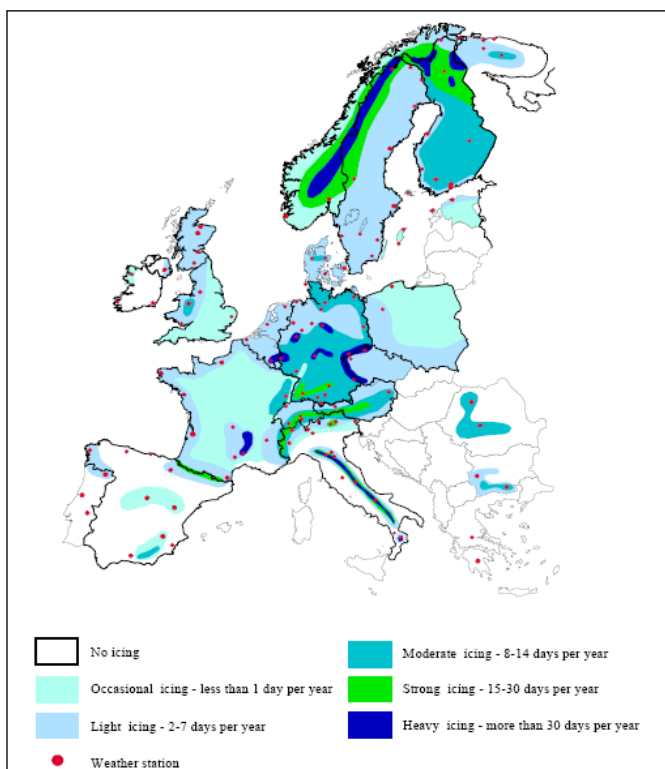 No icing
Occasional icing - less than 1 day per year
Light icing - 2-7 days per year
Weather station
Moderate icing - 8-14 days per year
Strong icing - 15-30 days per year
Heavy icing - more than 30 days per year